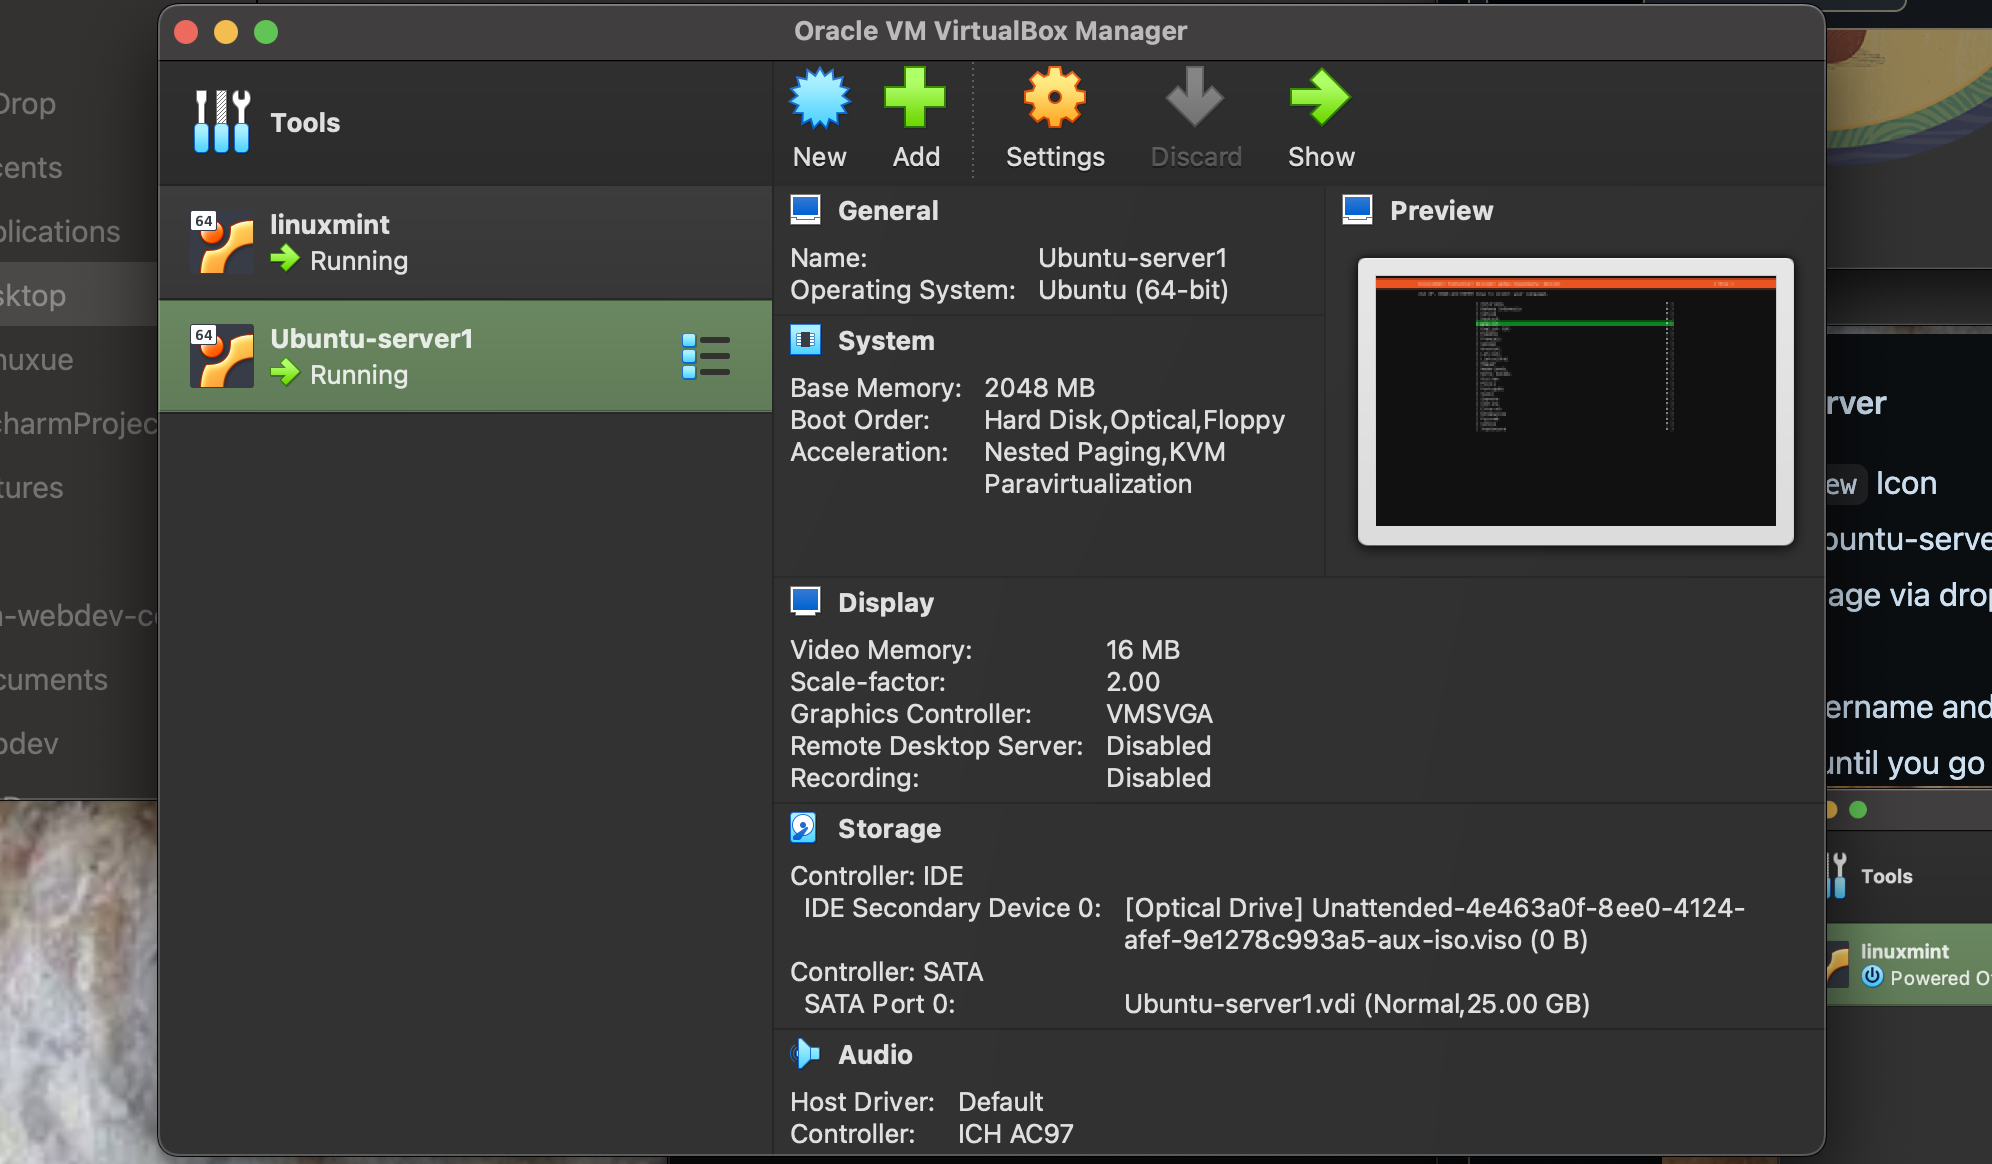 Oracle VM VirtualBox Manager
Tools
New
Add
Settings
Discard
Show
64
linuxmint
Running
64
Ubuntu-server1
Running
General
Name: Ubuntu-server1
Operating System: Ubuntu (64-bit)
Preview
System
Base Memory: 2048 MB
Boot Order: Hard Disk,Optical,Floppy
Acceleration: Nested Paging,KVM
Paravirtualization
Display
Video Memory: 16 MB
Scale-factor: 2.00
Graphics Controller: VMSVGA
Remote Desktop Server: Disabled
Recording: Disabled
Storage
Controller: IDE
IDE Secondary Device 0: [Optical Drive] Unattended-4e463a0f-8ee0-4124-
afef-9e1278c993a5-aux-iso.viso (0 B)
Controller: SATA
SATA Port 0: Ubuntu-server1.vdi (Normal,25.00 GB)
Audio
Host Driver: Default
Controller: ICH AC97
Drop
cents
plications
sktop
nuxue
charmProjec
tures
-webdev-c
cuments
bdev
rver
ew Icon
buntu-serve
age via drop
ername and
until you go
Tools
linuxmint
Powered O